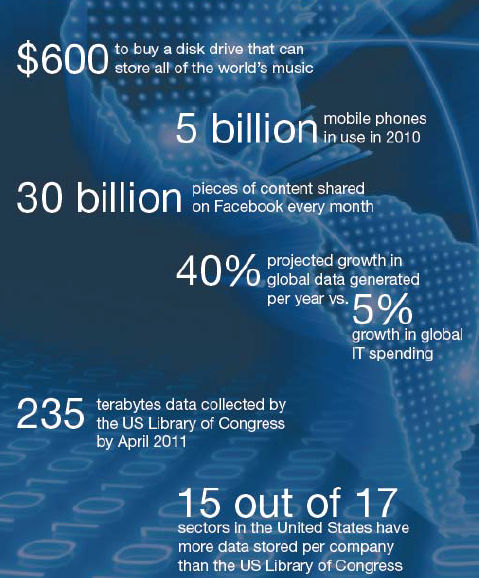 $600 to buy a disk drive that can
store all of the world's music
5 billion mobile phones
in use in 2010
30 billion pieces of content shared
on Facebook every month
40% projected growth in
global data generated
per year vs. 5%
growth in global
IT spending
235 terabytes data collected by
the US Library of Congress
by April 2011
15 out of 17
sectors in the United States have
more data stored per company
than the US Library of Congress